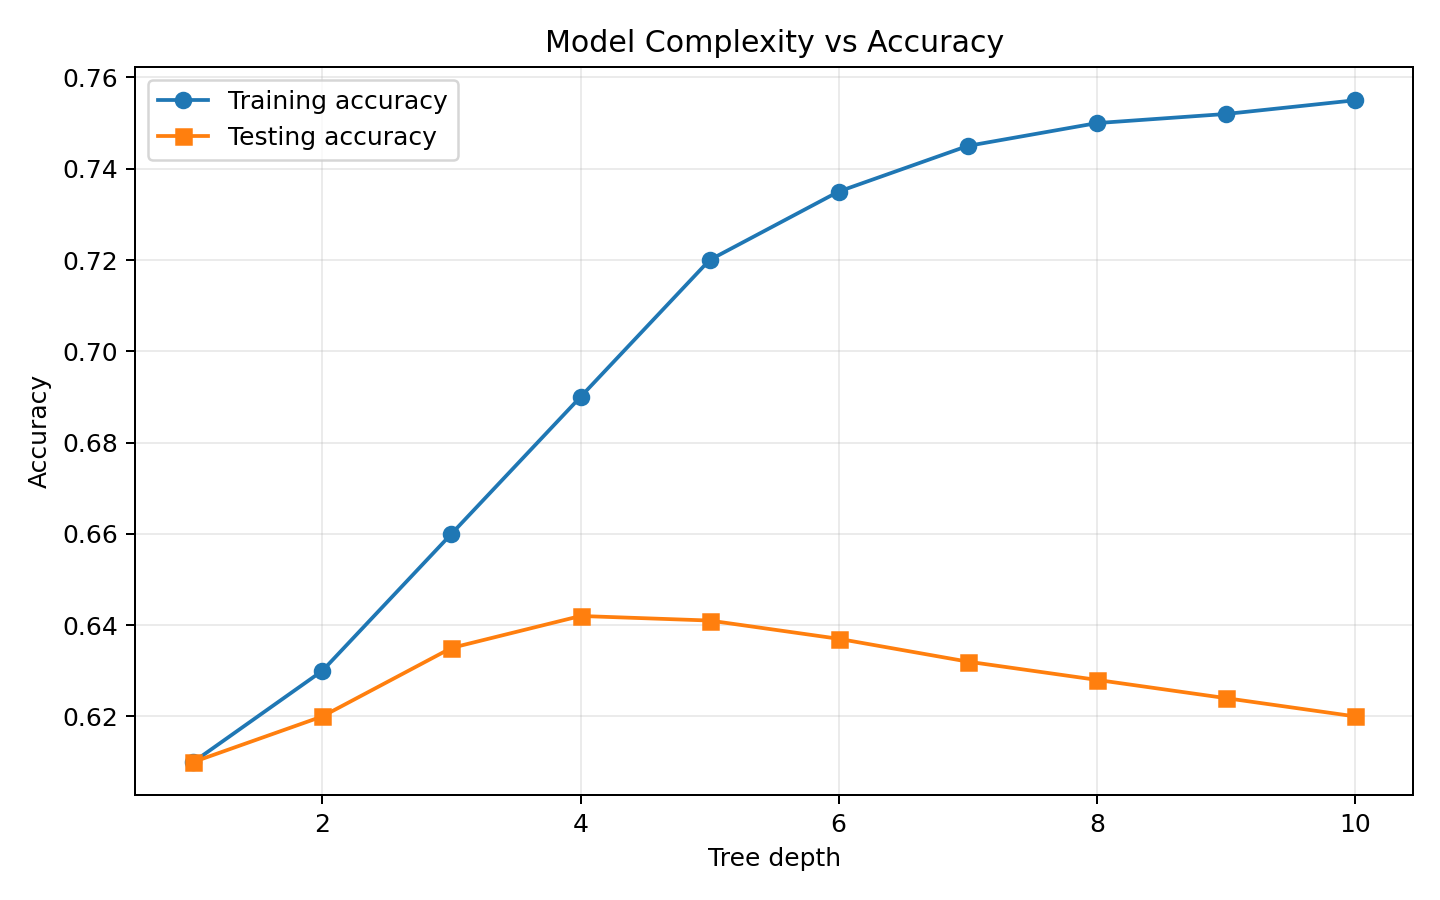 Model Complexity vs Accuracy
Training accuracy
Testing accuracy
0.76
0.74
0.72
0.70
0.68
0.66
0.64
0.62
Accuracy
2 4 6 8 10
Tree depth